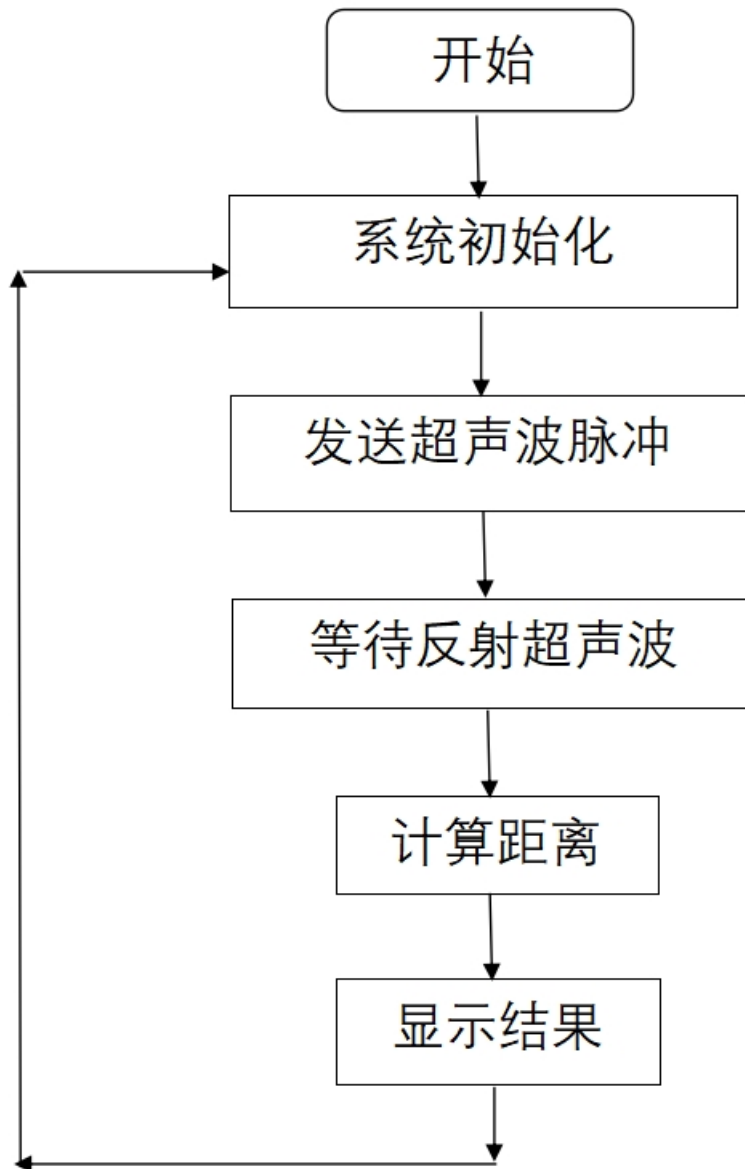 开始
系统初始化
发送超声波脉冲
等待反射超声波
计算距离
显示结果